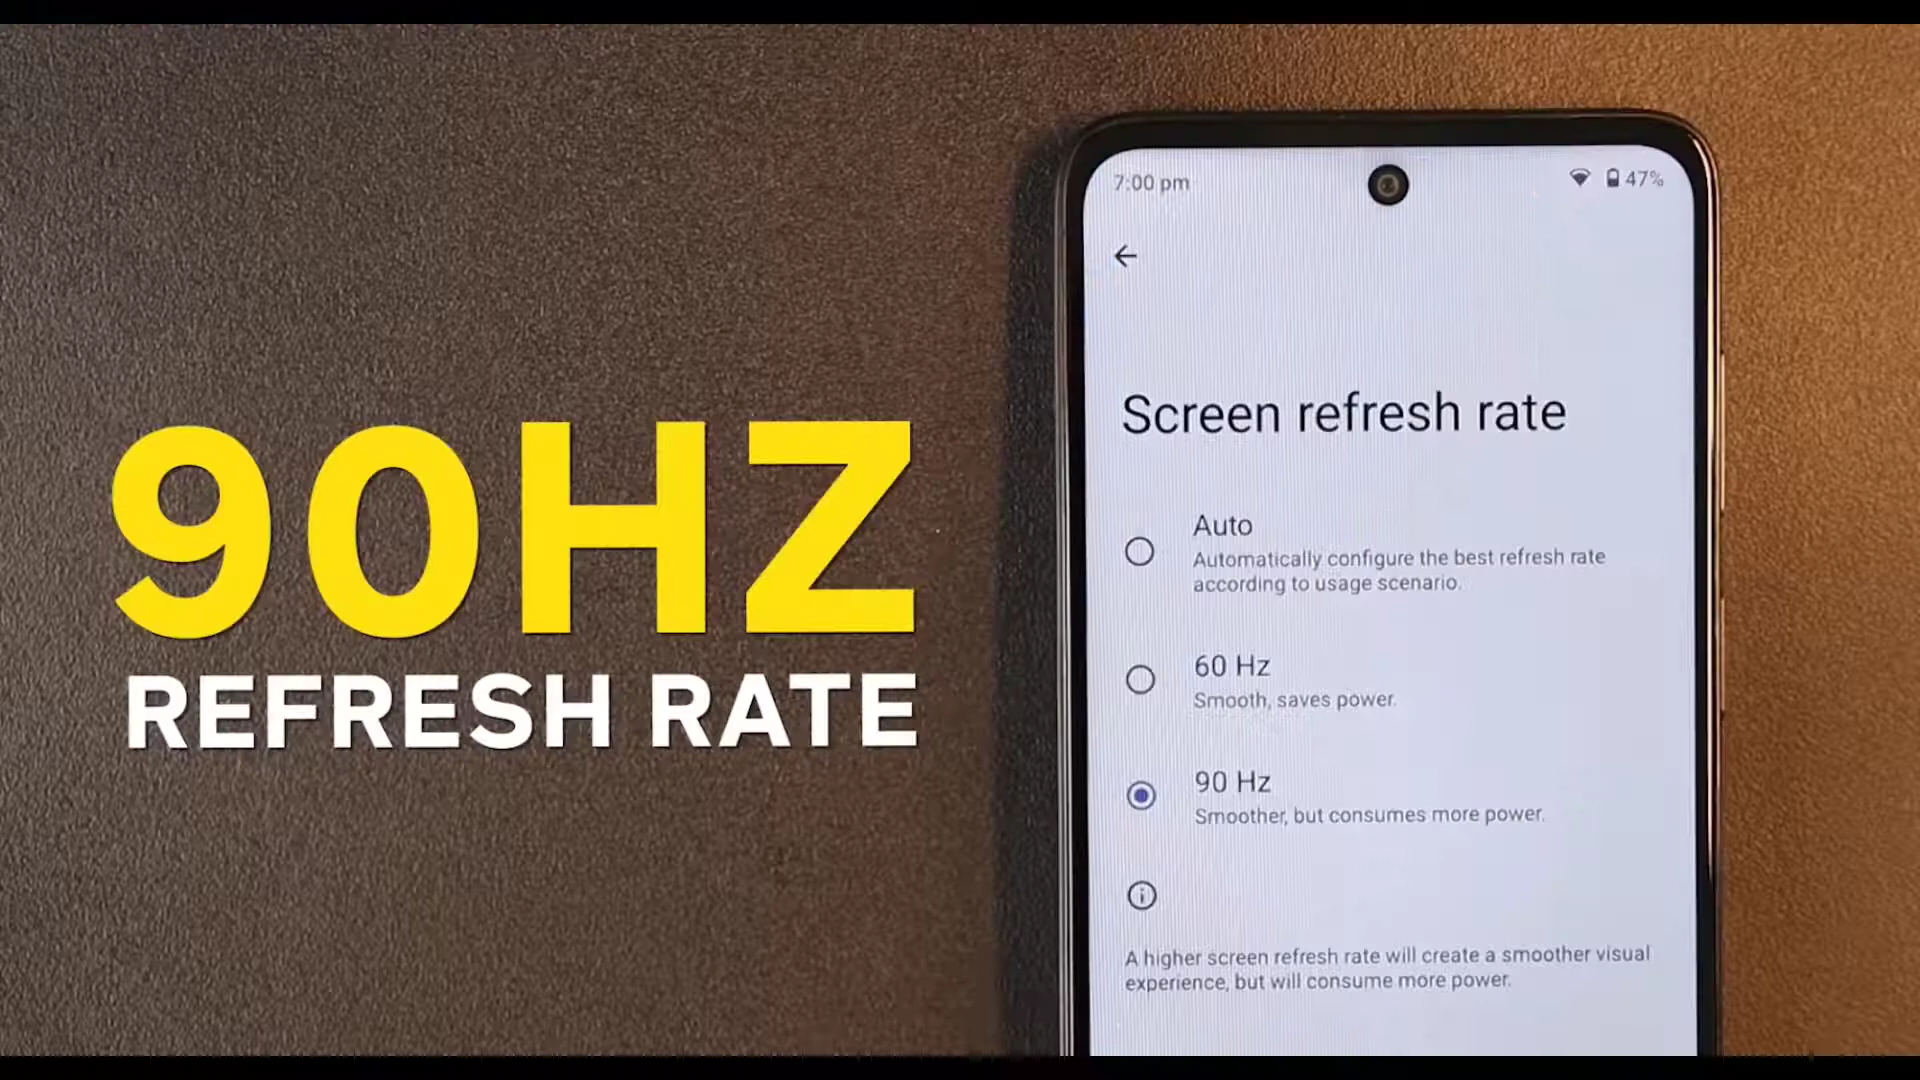 90HZ
REFRESH RATE
7:00 pm
47%
Screen refresh rate
Auto
Automatically configure the best refresh rate
according to usage scenario.
60 Hz
Smooth, saves power.
90 Hz
Smoother, but consumes more power.
A higher screen refresh rate will create a smoother visual
experience, but will consume more power.